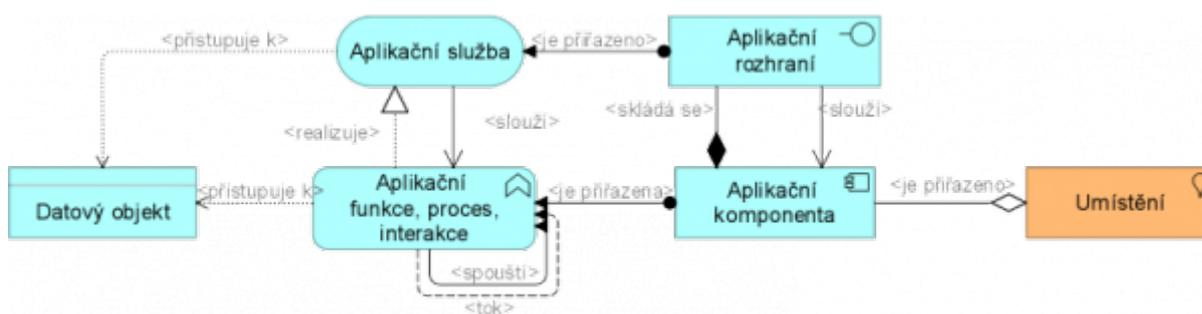 <přistupuje k>
Aplikační služba
<je přiřazeno>
Aplikační
rozhraní
<realizuje>
<slouží>
<skládá se>
<slouží>
Datový objekt
<přistupuje k>
Aplikační
funkce, proces,
interakce
<je přiřazena>
Aplikační
komponenta
<je přiřazeno>
Umístění
<spouští>
<tok>